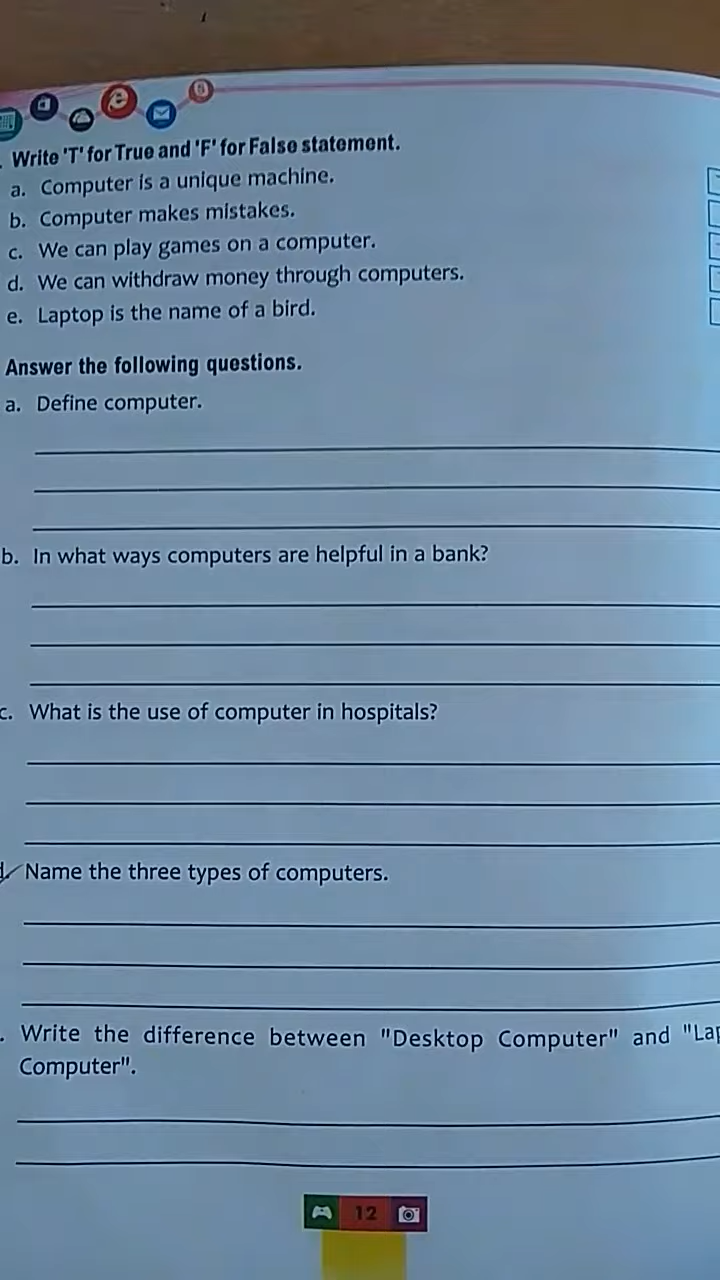 Write 'T' for True and 'F' for False statement.
a. Computer is a unique machine.
b. Computer makes mistakes.
c. We can play games on a computer.
d. We can withdraw money through computers.
e. Laptop is the name of a bird.
Answer the following questions.
a. Define computer.
b. In what ways computers are helpful in a bank?
c. What is the use of computer in hospitals?
Name the three types of computers.
Write the difference between "Desktop Computer" and "Lap
Computer".
12